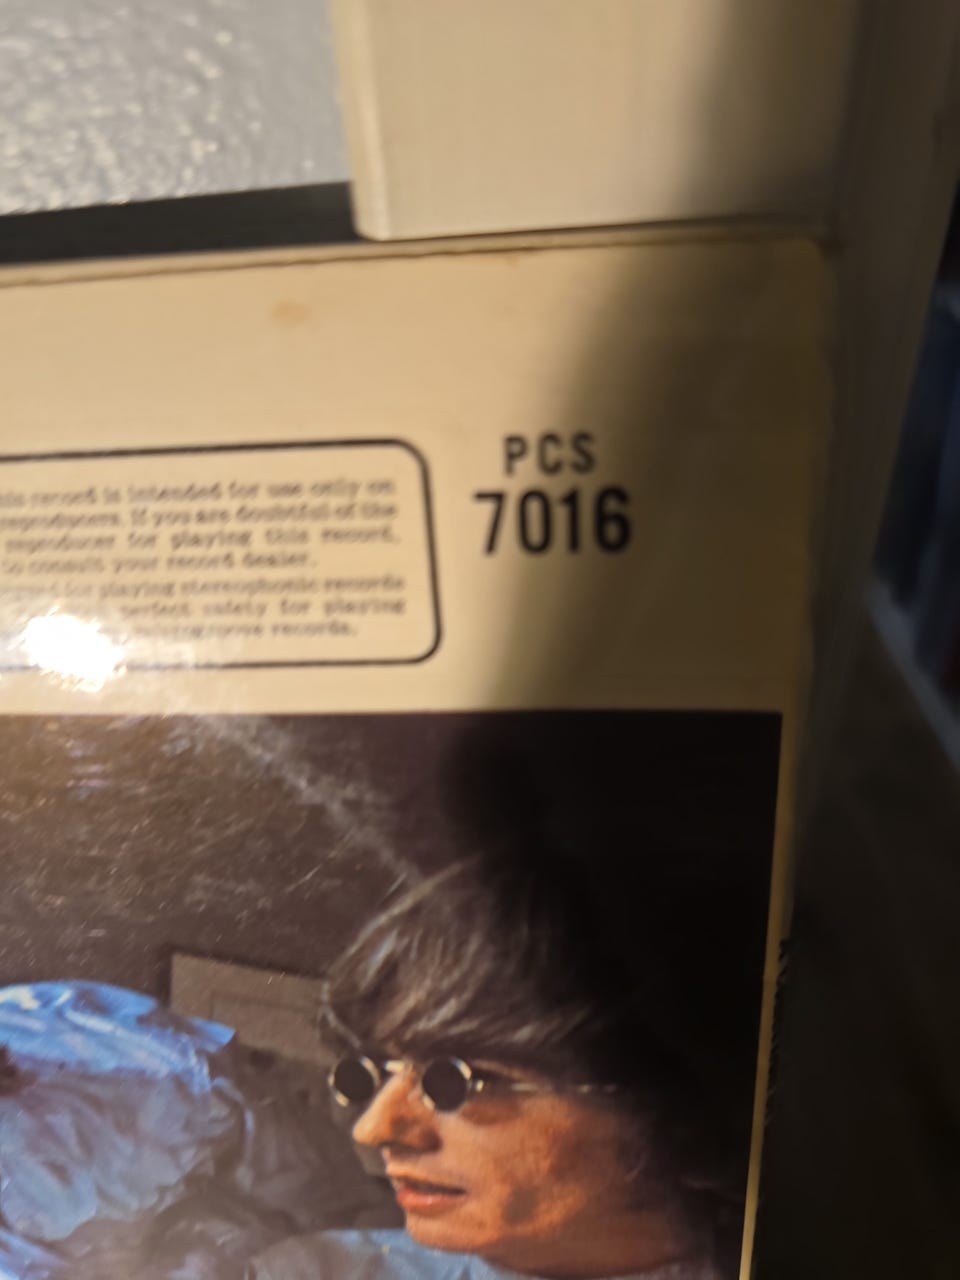 his record is intended for use only on
reproducers. If you are doubtful of the
reproducer for playing this record,
to consult your record dealer.
for playing stereophonic records
perfect safety for playing
records.
PCS
7016